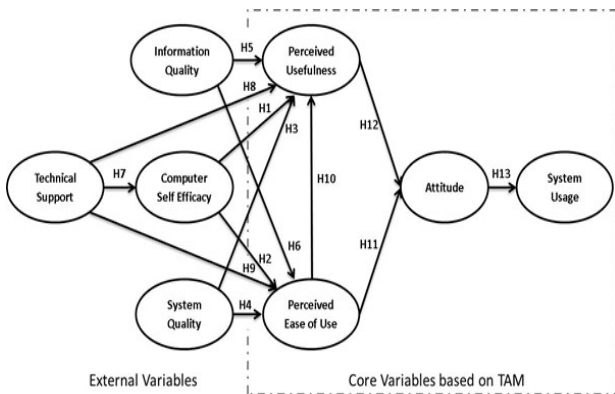 Information
Quality
H5
Perceived
Usefulness
H8
H1
H3
H12
Technical
Support
H7
Computer
Self Efficacy
H10
Attitude
H13
System
Usage
H6
H2
H9
H11
System
Quality
H4
Perceived
Ease of Use
External Variables
Core Variables based on TAM